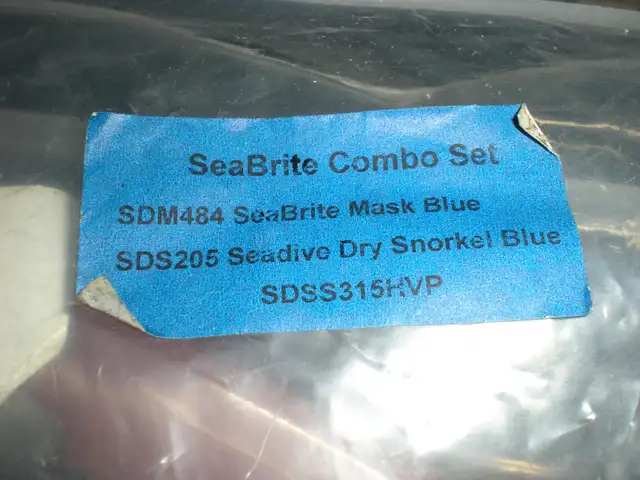 SeaBrite Combo Set
SDM484 SeaBrite Mask Blue
SDS205 Seadive Dry Snorkel Blue
SDSS315HVP